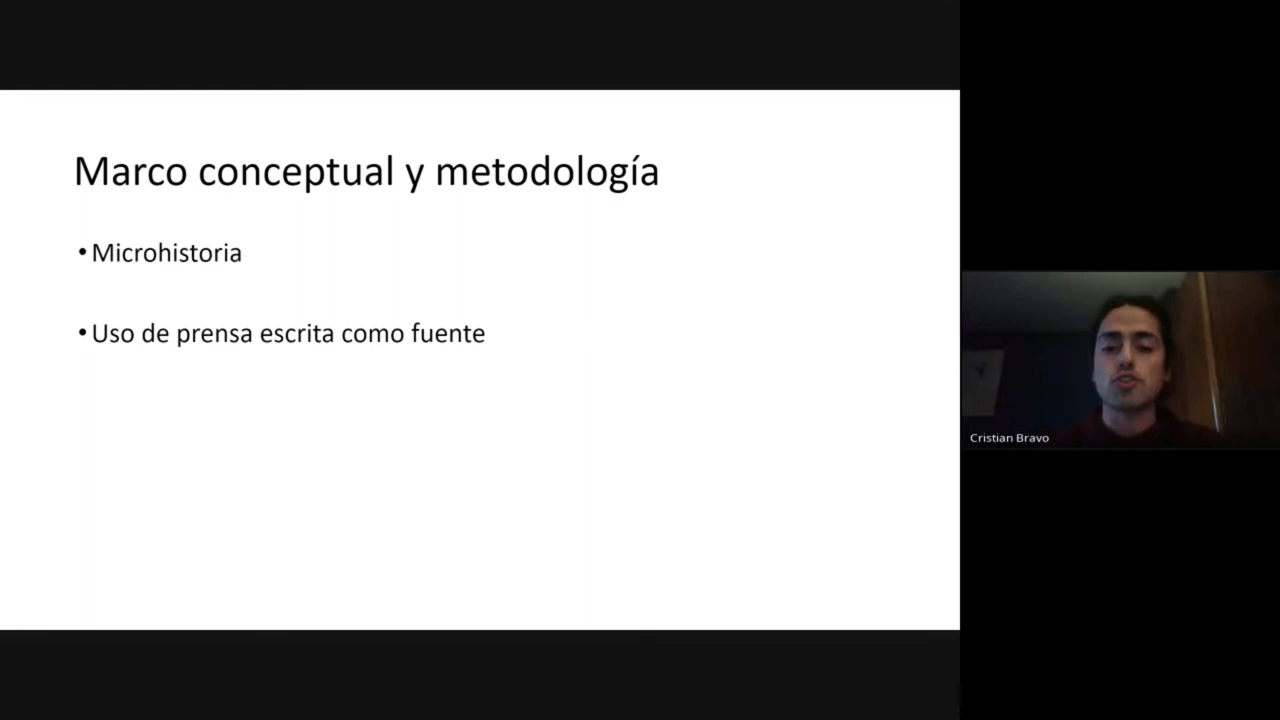 Marco conceptual y metodología
•Microhistoria
•Uso de prensa escrita como fuente
Cristian Bravo